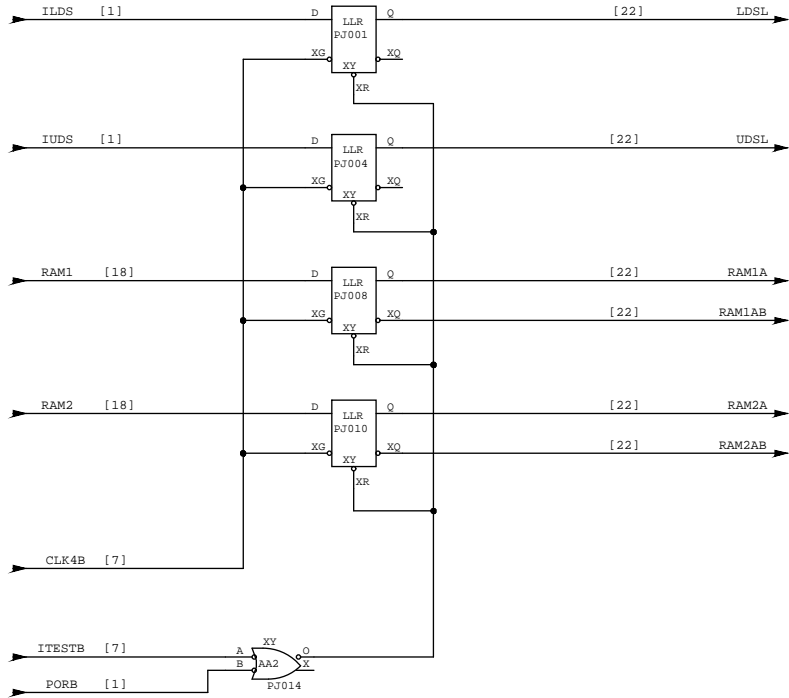 ILDS [1] D Q [22] LDSL
LLR
PJ001
XG XQ
XY
XR
IUDS [1] D Q [22] UDSL
LLR
PJ004
XG XQ
XY
XR
RAM1 [18] D Q [22] RAM1A
LLR
PJ008
XG XQ [22] RAM1AB
XY
XR
RAM2 [18] D Q [22] RAM2A
LLR
PJ010
XG XQ [22] RAM2AB
XY
XR
CLK4B [7]
XY
ITESTB [7] A O
B AA2 X
PORB [1] PJ014